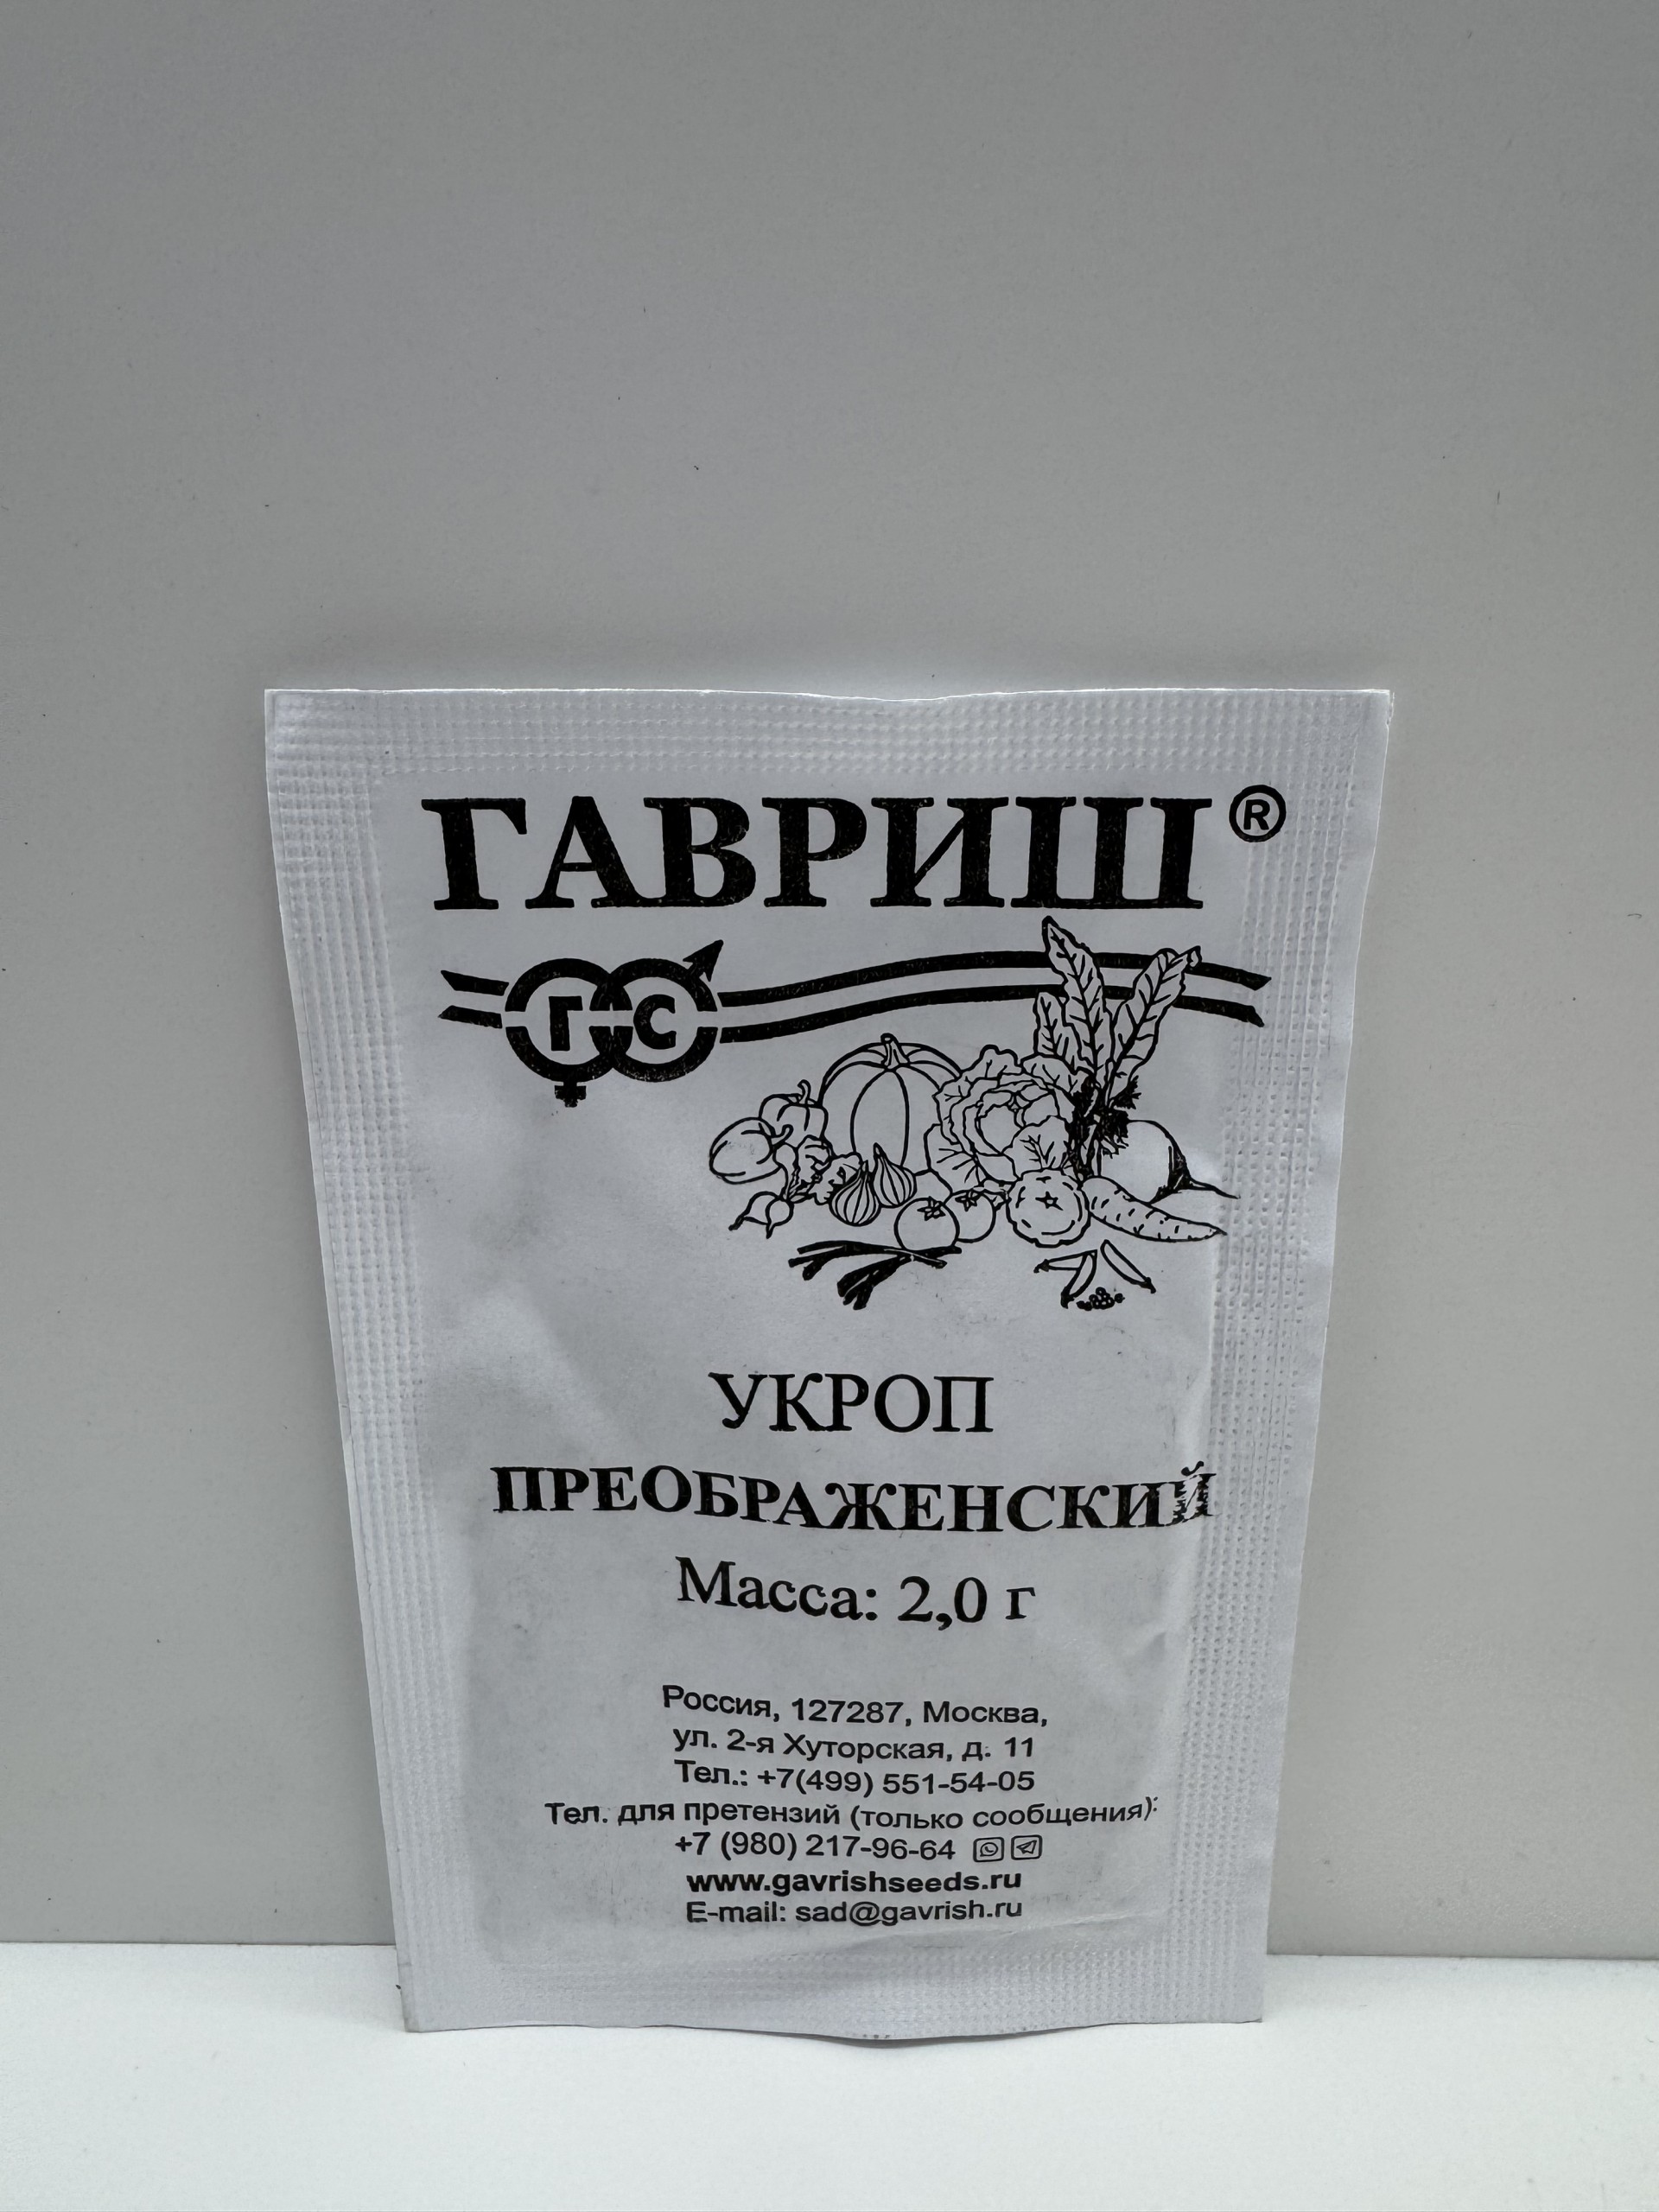 ГАВРИШ®
Г С
УКРОП
ПРЕОБРАЖЕНСКИЙ
Масса: 2,0 г
Россия, 127287, Москва,
ул. 2-я Хуторская, д. 11
Тел.: +7(499) 551-54-05
Тел. для претензий (только сообщения):
+7 (980) 217-96-64
www.gavrishseeds.ru
E-mail: sad@gavrish.ru